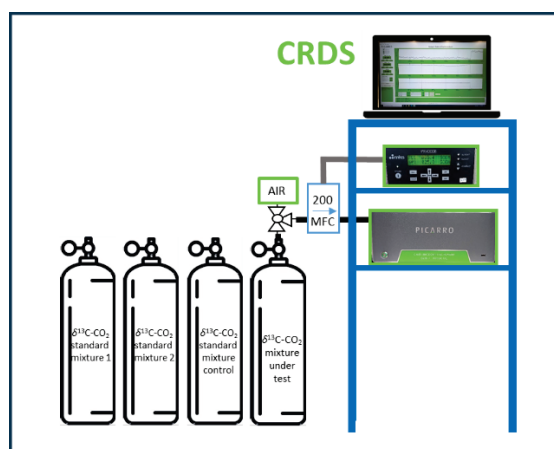 CRDS
AIR
200
MFC
PICARRO
δ¹³C-CO₂
standard
mixture 1
δ¹³C-CO₂
standard
mixture 2
δ¹³C-CO₂
standard
mixture
control
δ¹³C-CO₂
mixture
under
test